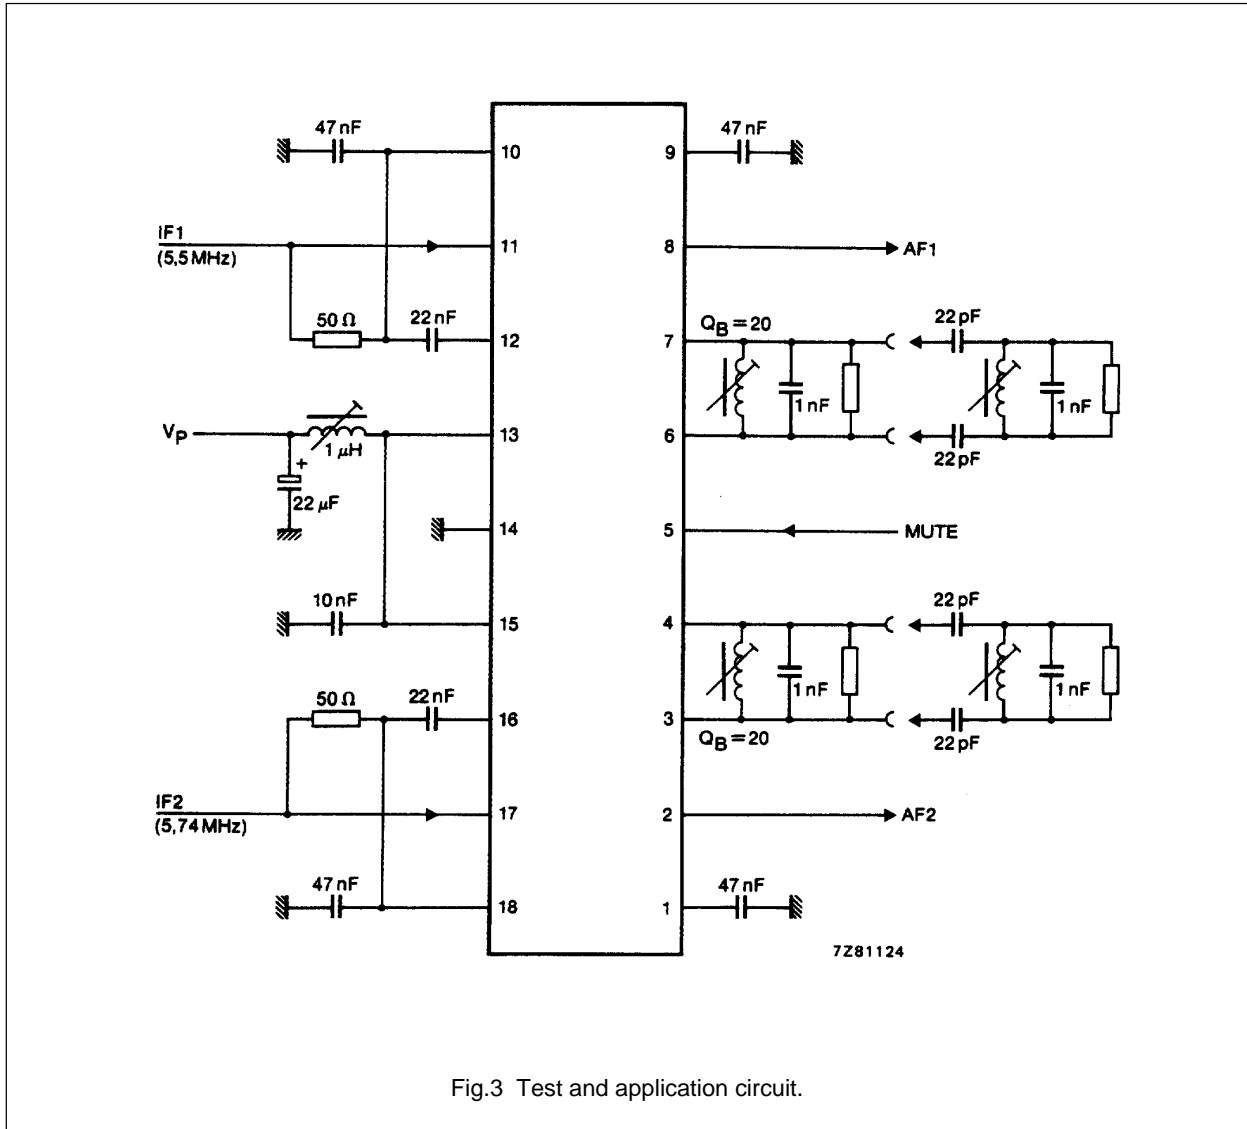 47 nF
47 nF
10
9
IF1
(5,5 MHz)
11
8
AF1
50 Ω
22 nF
12
7
Q_B = 20
22 pF
1 nF
1 nF
V_P
13
6
1 μH
22 pF
+
22 μF
14
5
MUTE
10 nF
15
4
22 pF
1 nF
1 nF
50 Ω
22 nF
16
3
Q_B = 20
22 pF
IF2
(5,74 MHz)
17
2
AF2
47 nF
47 nF
18
1
7Z81124
Fig.3 Test and application circuit.